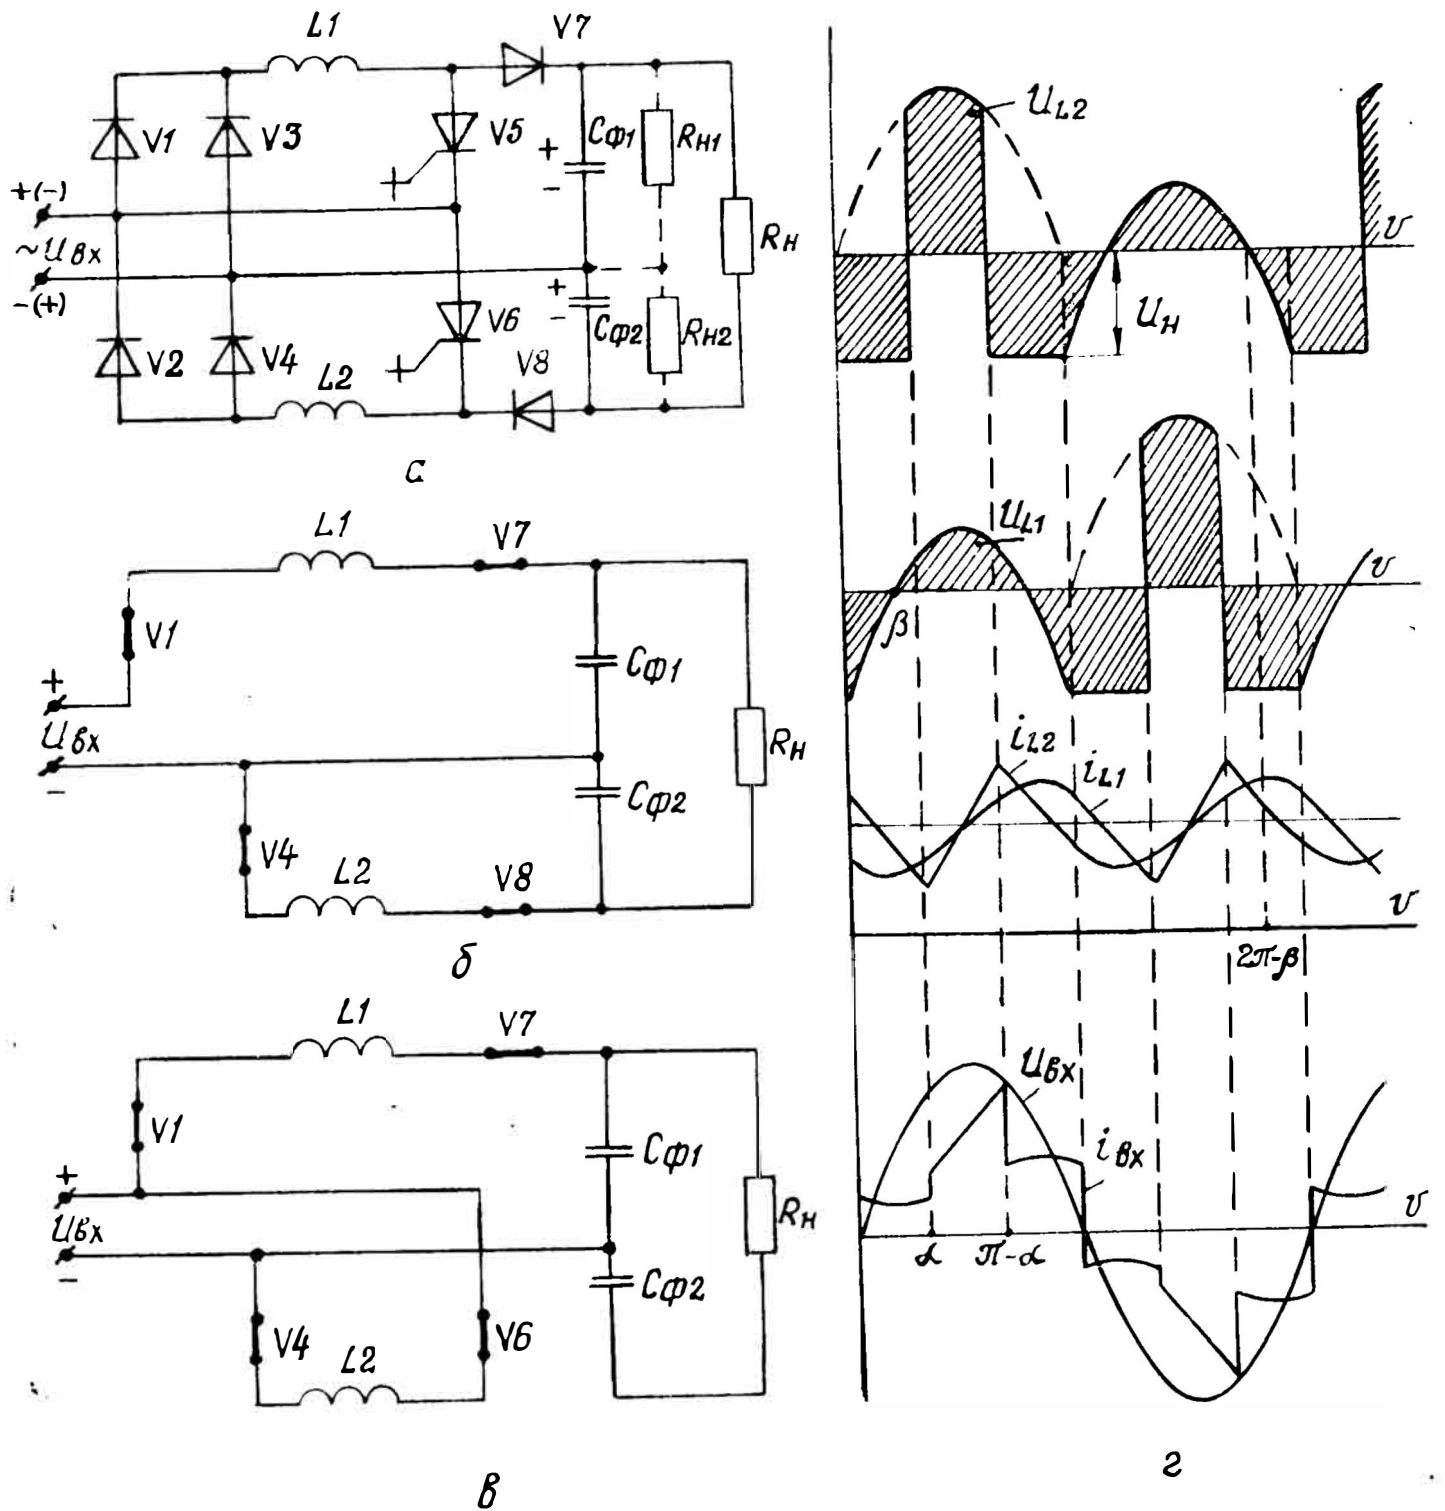 L1
V7
V1
V3
V5
Cф1
+
−
Rн1
+
+(-)
~Uвх
-(+)
Rн
+
−
V6
Cф2
Rн2
V2
V4
L2
+
V8
a
L1
V7
V1
+
Uвх
−
Cф1
Rн
Cф2
V4
L2
V8
б
L1
V7
V1
+
Uвх
−
Cф1
Rн
Cф2
V4
V6
L2
в
UL2
v
Uн
UL1
v
β
iL2
iL1
v
2π-β
Uвх
iвх
v
α
π-α
г